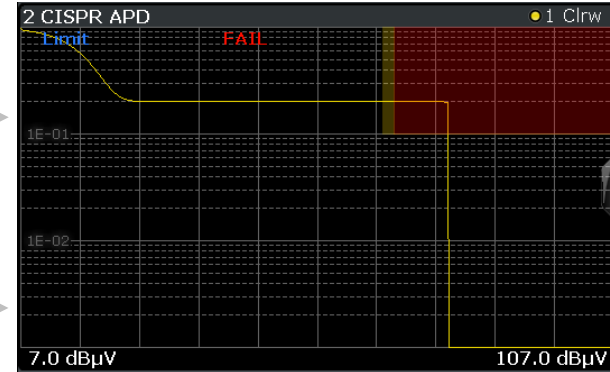 2 CISPR APD 1 Clrw
Limit FAIL
1E-01
1E-02
7.0 dBµV 107.0 dBµV